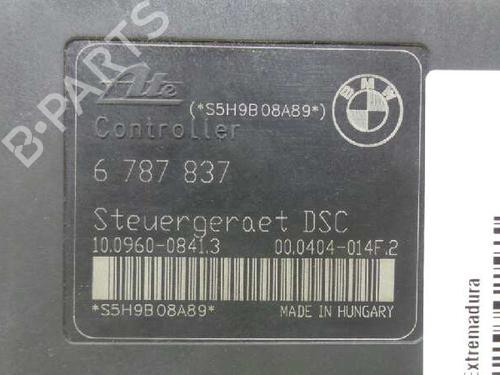 B-PARTS
Ate
(*S5H9B08A89*)
BMW
Controller
6 787 837
Steuergeraet DSC
10.0960-0841.3 00.0404-014F.2
*S5H9B08A89* MADE IN HUNGARY
Extremadura